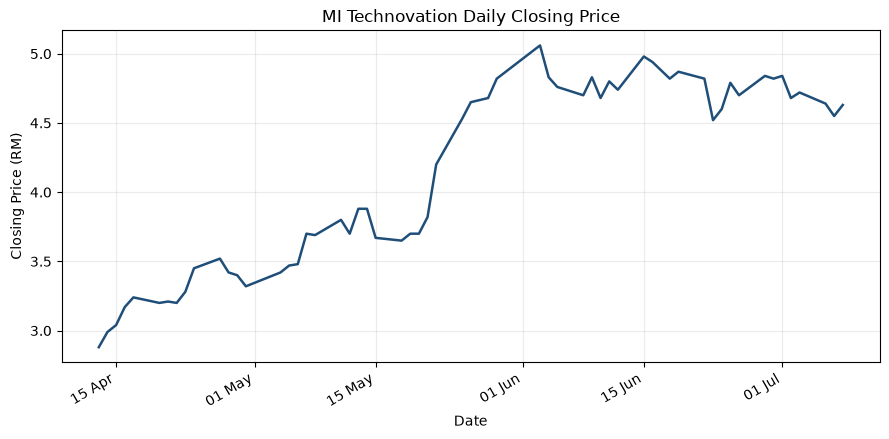 MI Technovation Daily Closing Price
Closing Price (RM)
5.0
4.5
4.0
3.5
3.0
15 Apr
01 May
15 May
01 Jun
15 Jun
01 Jul
Date